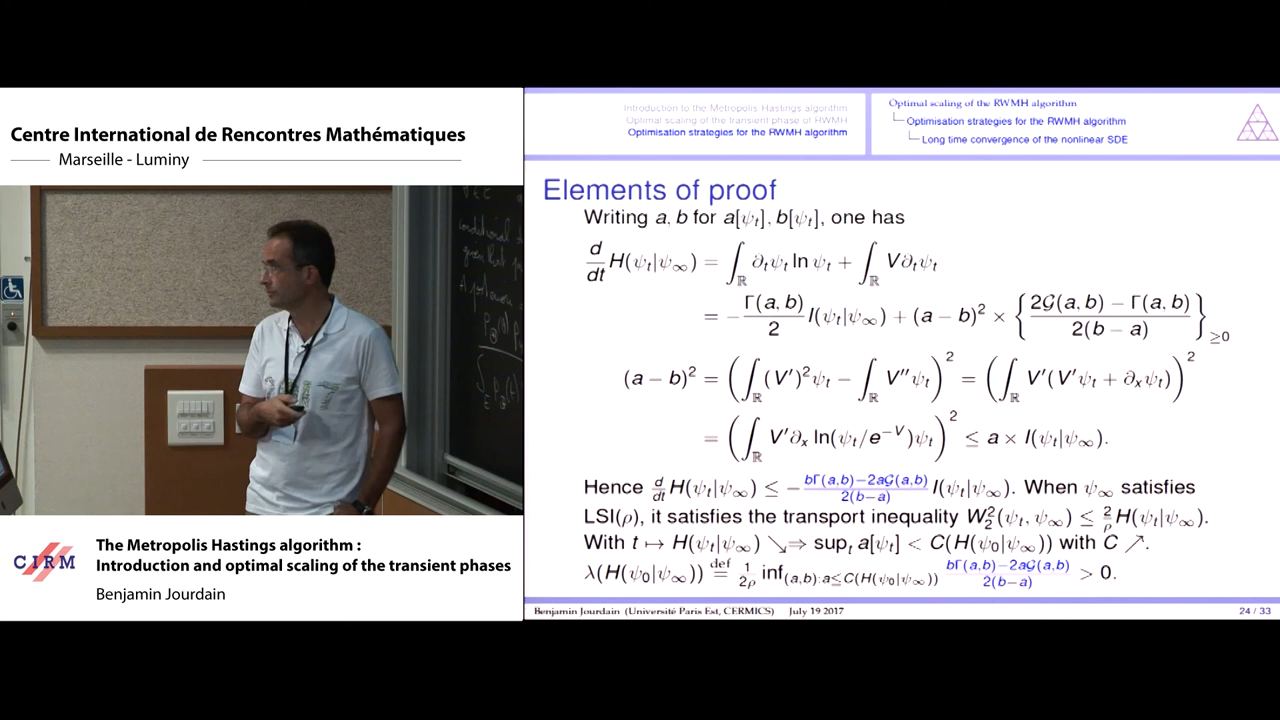 Centre International de Rencontres Mathématiques
Marseille - Luminy
CIRM
The Metropolis Hastings algorithm :
Introduction and optimal scaling of the transient phases
Benjamin Jourdain
Introduction to the Metropolis Hastings algorithm
Optimal scaling of the transient phase of RWMH
Optimisation strategies for the RWMH algorithm
Optimal scaling of the RWMH algorithm
Optimisation strategies for the RWMH algorithm
Long time convergence of the nonlinear SDE
Elements of proof
Writing a, b for a[ψ_t], b[ψ_t], one has
d/dt H(ψ_t|ψ_∞) = ∫_ℝ ∂_tψ_t ln ψ_t + ∫_ℝ V∂_tψ_t
= − Γ(a, b)/2 I(ψ_t|ψ_∞) + (a − b)² × { (2𝒢(a, b) − Γ(a, b))/(2(b − a)) }_{≥0}
(a − b)² = ( ∫_ℝ (V′)²ψ_t − ∫_ℝ V″ψ_t )² = ( ∫_ℝ V′(V′ψ_t + ∂_xψ_t) )²
= ( ∫_ℝ V′∂_x ln(ψ_t/e^{−V})ψ_t )² ≤ a × I(ψ_t|ψ_∞).
Hence d/dt H(ψ_t|ψ_∞) ≤ − (bΓ(a,b)−2a𝒢(a,b))/(2(b−a)) I(ψ_t|ψ_∞). When ψ_∞ satisfies
LSI(ρ), it satisfies the transport inequality W₂²(ψ_t, ψ_∞) ≤ 2/ρ H(ψ_t|ψ_∞).
With t ↦ H(ψ_t|ψ_∞) ↘⇒ sup_t a[ψ_t] < C(H(ψ_0|ψ_∞)) with C ↗.
λ(H(ψ_0|ψ_∞)) def= 1/(2ρ) inf_{(a,b):a≤C(H(ψ_0|ψ_∞))} (bΓ(a,b)−2a𝒢(a,b))/(2(b−a)) > 0.
Benjamin Jourdain (Université Paris Est, CERMICS) July 19 2017 24 / 33